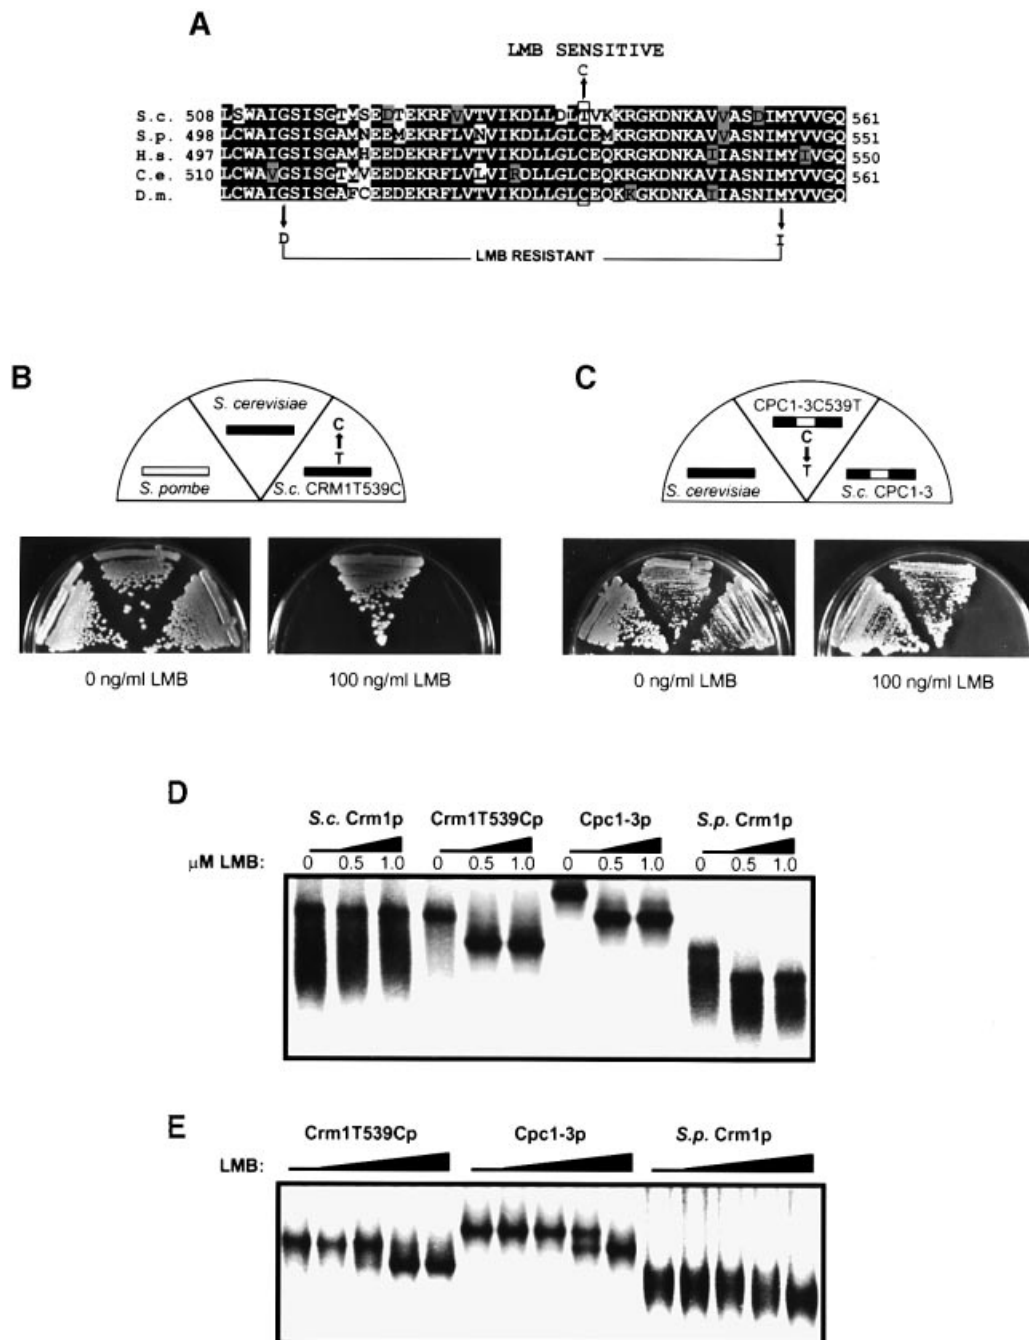 A
LMB SENSITIVE
C
S.c. 508 LSWAIGSISGTMSEDTEKRFVVTVIKDLLDLTVKKRGKDNKAVVASDIMYVVGQ 561
S.p. 498 LCWAIGSISGAMNEEMEKRFLVNVIKDLLGLCEMKRGKDNKAVVASNIMYVVGQ 551
H.s. 497 LCWAIGSISGAMHEEDEKRFLVTVIKDLLGLCEQKRGKDNKAIIASNIMYIVGQ 550
C.e. 510 LCWAVGSISGTMVEEDEKRFLVLVIRDLLGLCEQKRGKDNKAVIASNIMYVVGQ 561
D.m. LCWAIGSISGAFCEEDEKRFLVTVIKDLLGLCEQKKGKDNKAIIASNIMYVVGQ
D I
LMB RESISTANT
B
S. cerevisiae
C
T
S. pombe
S.c. CRM1T539C
0 ng/ml LMB
100 ng/ml LMB
C
CPC1-3C539T
C
T
S. cerevisiae
S.c. CPC1-3
0 ng/ml LMB
100 ng/ml LMB
D
S.c. Crm1p Crm1T539Cp Cpc1-3p S.p. Crm1p
μM LMB: 0 0.5 1.0 0 0.5 1.0 0 0.5 1.0 0 0.5 1.0
E
Crm1T539Cp Cpc1-3p S.p. Crm1p
LMB: